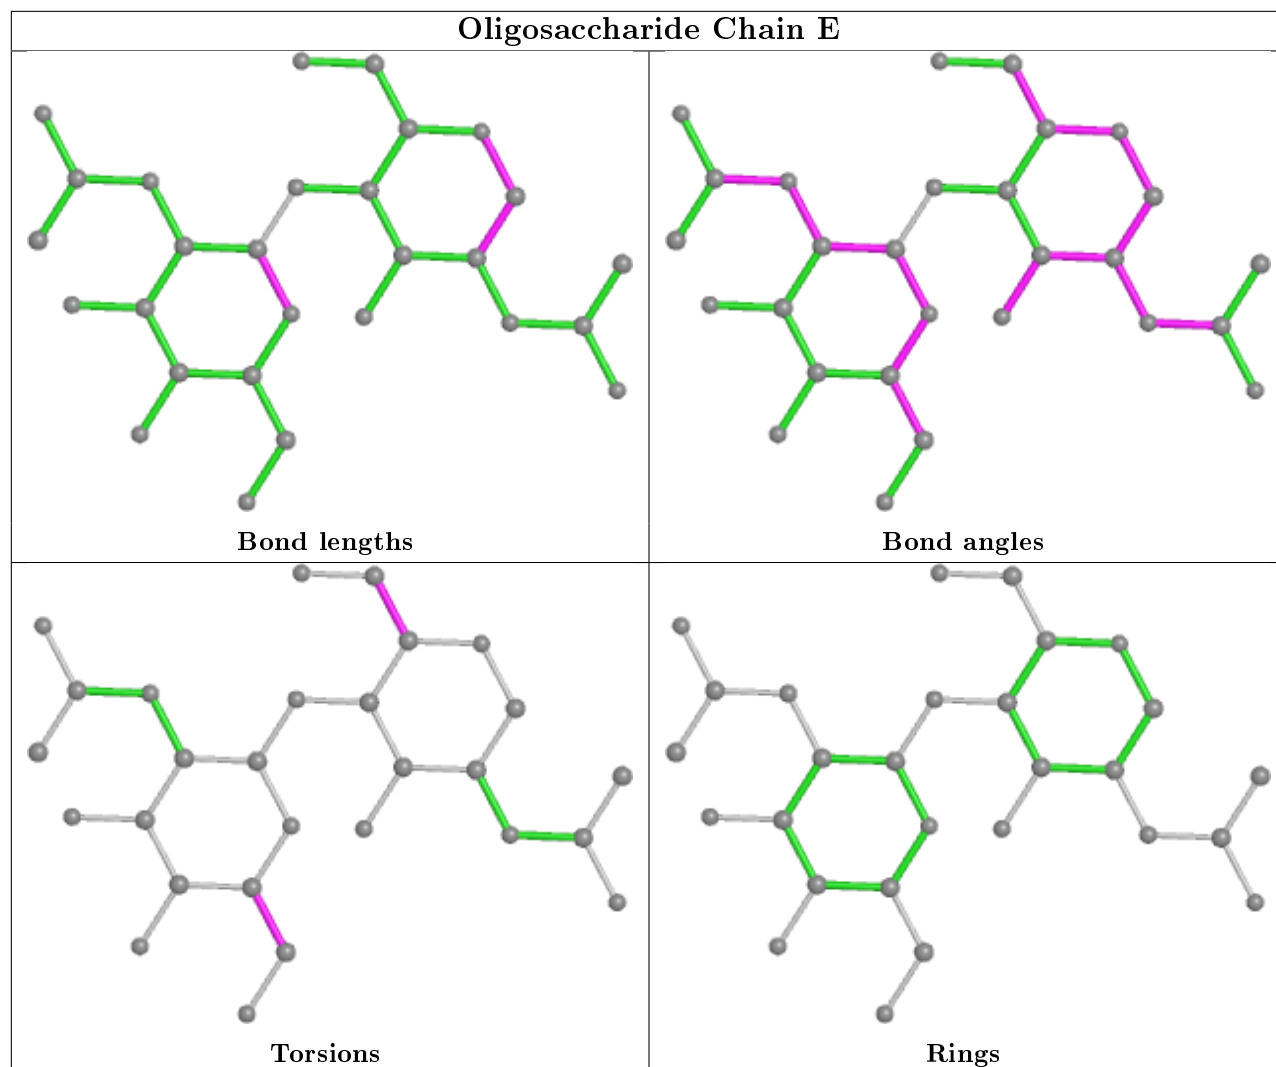 Oligosaccharide Chain E
Bond lengths
Bond angles
Torsions
Rings